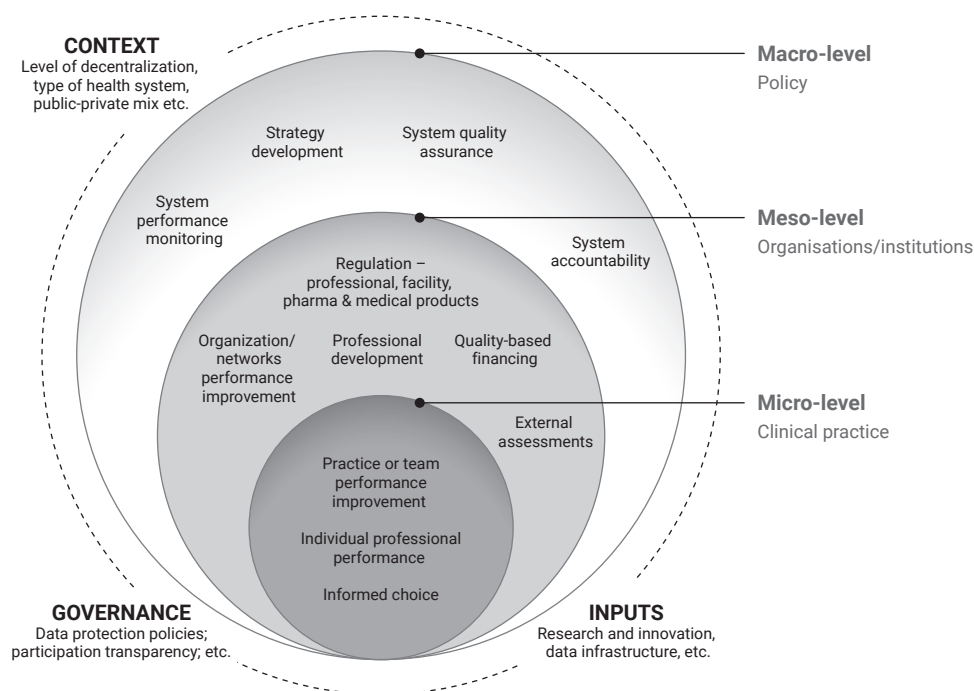 CONTEXT
Level of decentralization,
type of health system,
public-private mix etc.
Macro-level
Policy
Strategy
development
System quality
assurance
System
performance
monitoring
Meso-level
Organisations/institutions
System
accountability
Regulation –
professional, facility,
pharma & medical products
Organization/
networks
performance
improvement
Professional
development
Quality-based
financing
Micro-level
Clinical practice
External
assessments
Practice or team
performance
improvement
Individual professional
performance
Informed choice
GOVERNANCE
Data protection policies;
participation transparency; etc.
INPUTS
Research and innovation,
data infrastructure, etc.